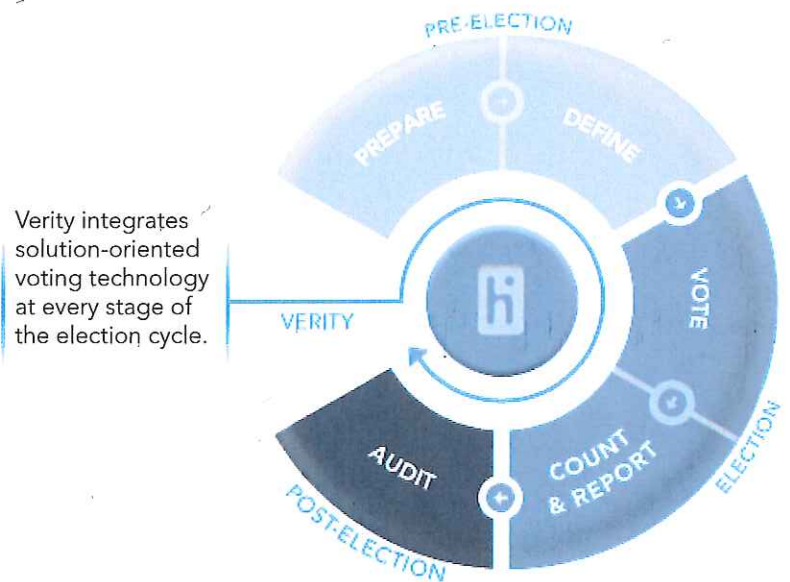 PRE-ELECTION
PREPARE
DEFINE
Verity integrates
solution-oriented
voting technology
at every stage of
the election cycle.
VERITY
hi
VOTE
COUNT
& REPORT
ELECTION
AUDIT
POST-ELECTION